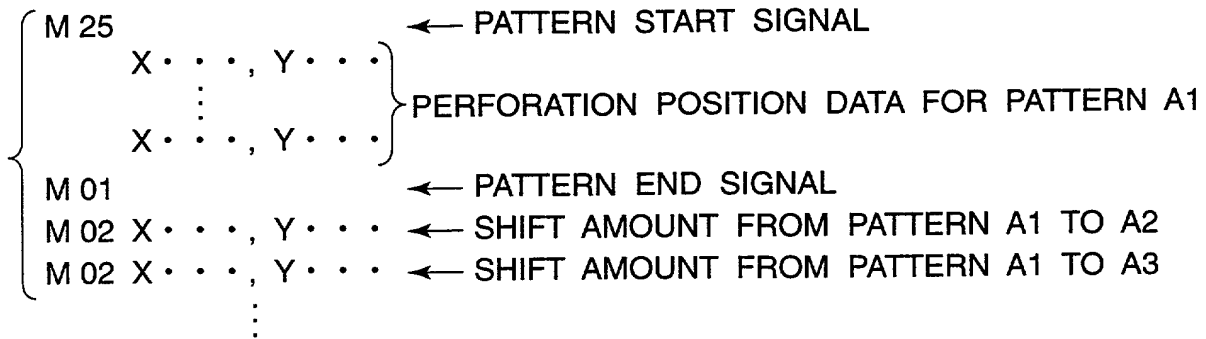 M 25 ← PATTERN START SIGNAL
X · · · , Y · · ·
⋮ PERFORATION POSITION DATA FOR PATTERN A1
X · · · , Y · · ·
M 01 ← PATTERN END SIGNAL
M 02 X · · · , Y · · · ← SHIFT AMOUNT FROM PATTERN A1 TO A2
M 02 X · · · , Y · · · ← SHIFT AMOUNT FROM PATTERN A1 TO A3
⋮